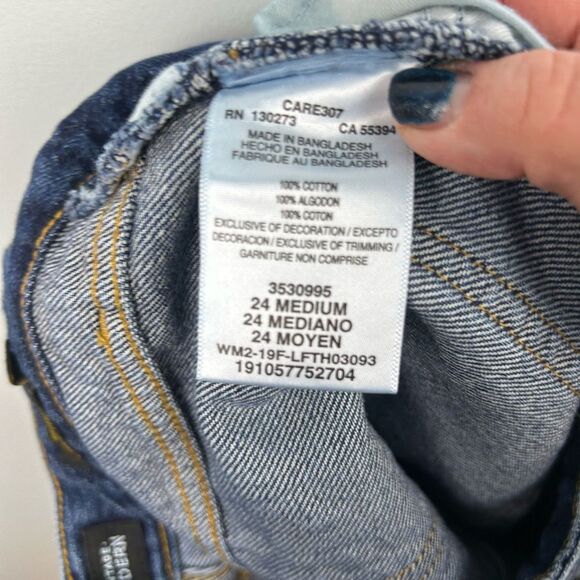 CARE307
RN 130273 CA 55394
MADE IN BANGLADESH
HECHO EN BANGLADESH
FABRIQUE AU BANGLADESH
100% COTTON
100% ALGODON
100% COTON
EXCLUSIVE OF DECORATION / EXCEPTO
DECORACION / EXCLUSIVE OF TRIMMING /
GARNITURE NON COMPRISE
3530995
24 MEDIUM
24 MEDIANO
24 MOYEN
WM2-19F-LFTH03093
191057752704